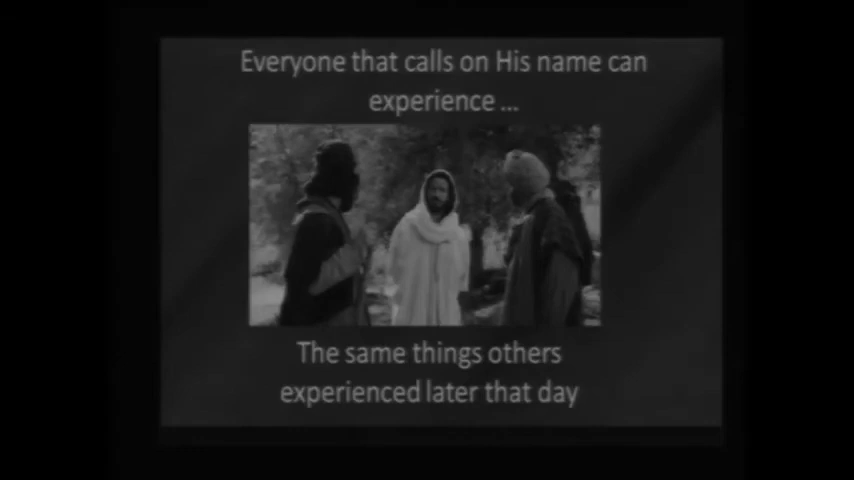 Everyone that calls on His name can
experience ...
The same things others
experienced later that day